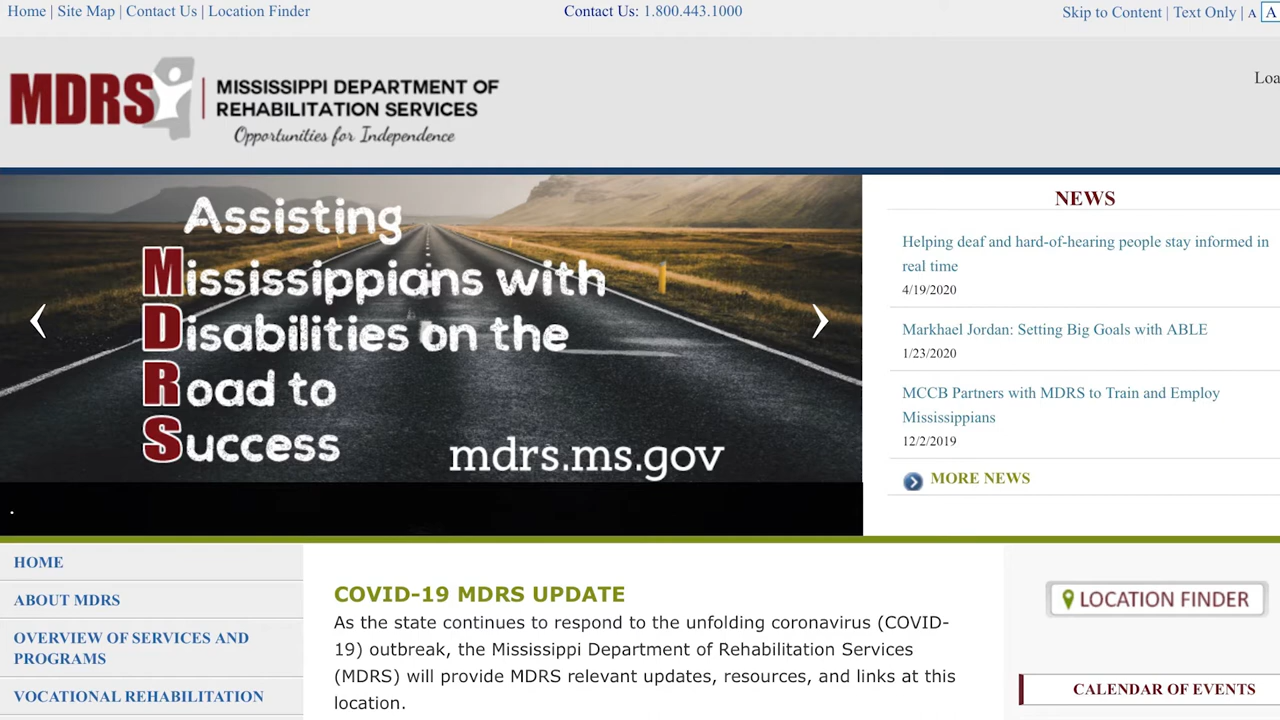 Home | Site Map | Contact Us | Location Finder
Contact Us: 1.800.443.1000
Skip to Content | Text Only | A A
MDRS
MISSISSIPPI DEPARTMENT OF
REHABILITATION SERVICES
Opportunities for Independence
Assisting
Mississippians with
Disabilities on the
Road to
Success
mdrs.ms.gov
.
NEWS
Helping deaf and hard-of-hearing people stay informed in
real time
4/19/2020
Markhael Jordan: Setting Big Goals with ABLE
1/23/2020
MCCB Partners with MDRS to Train and Employ
Mississippians
12/2/2019
MORE NEWS
HOME
ABOUT MDRS
OVERVIEW OF SERVICES AND
PROGRAMS
VOCATIONAL REHABILITATION
COVID-19 MDRS UPDATE
As the state continues to respond to the unfolding coronavirus (COVID-
19) outbreak, the Mississippi Department of Rehabilitation Services
(MDRS) will provide MDRS relevant updates, resources, and links at this
location.
LOCATION FINDER
CALENDAR OF EVENTS